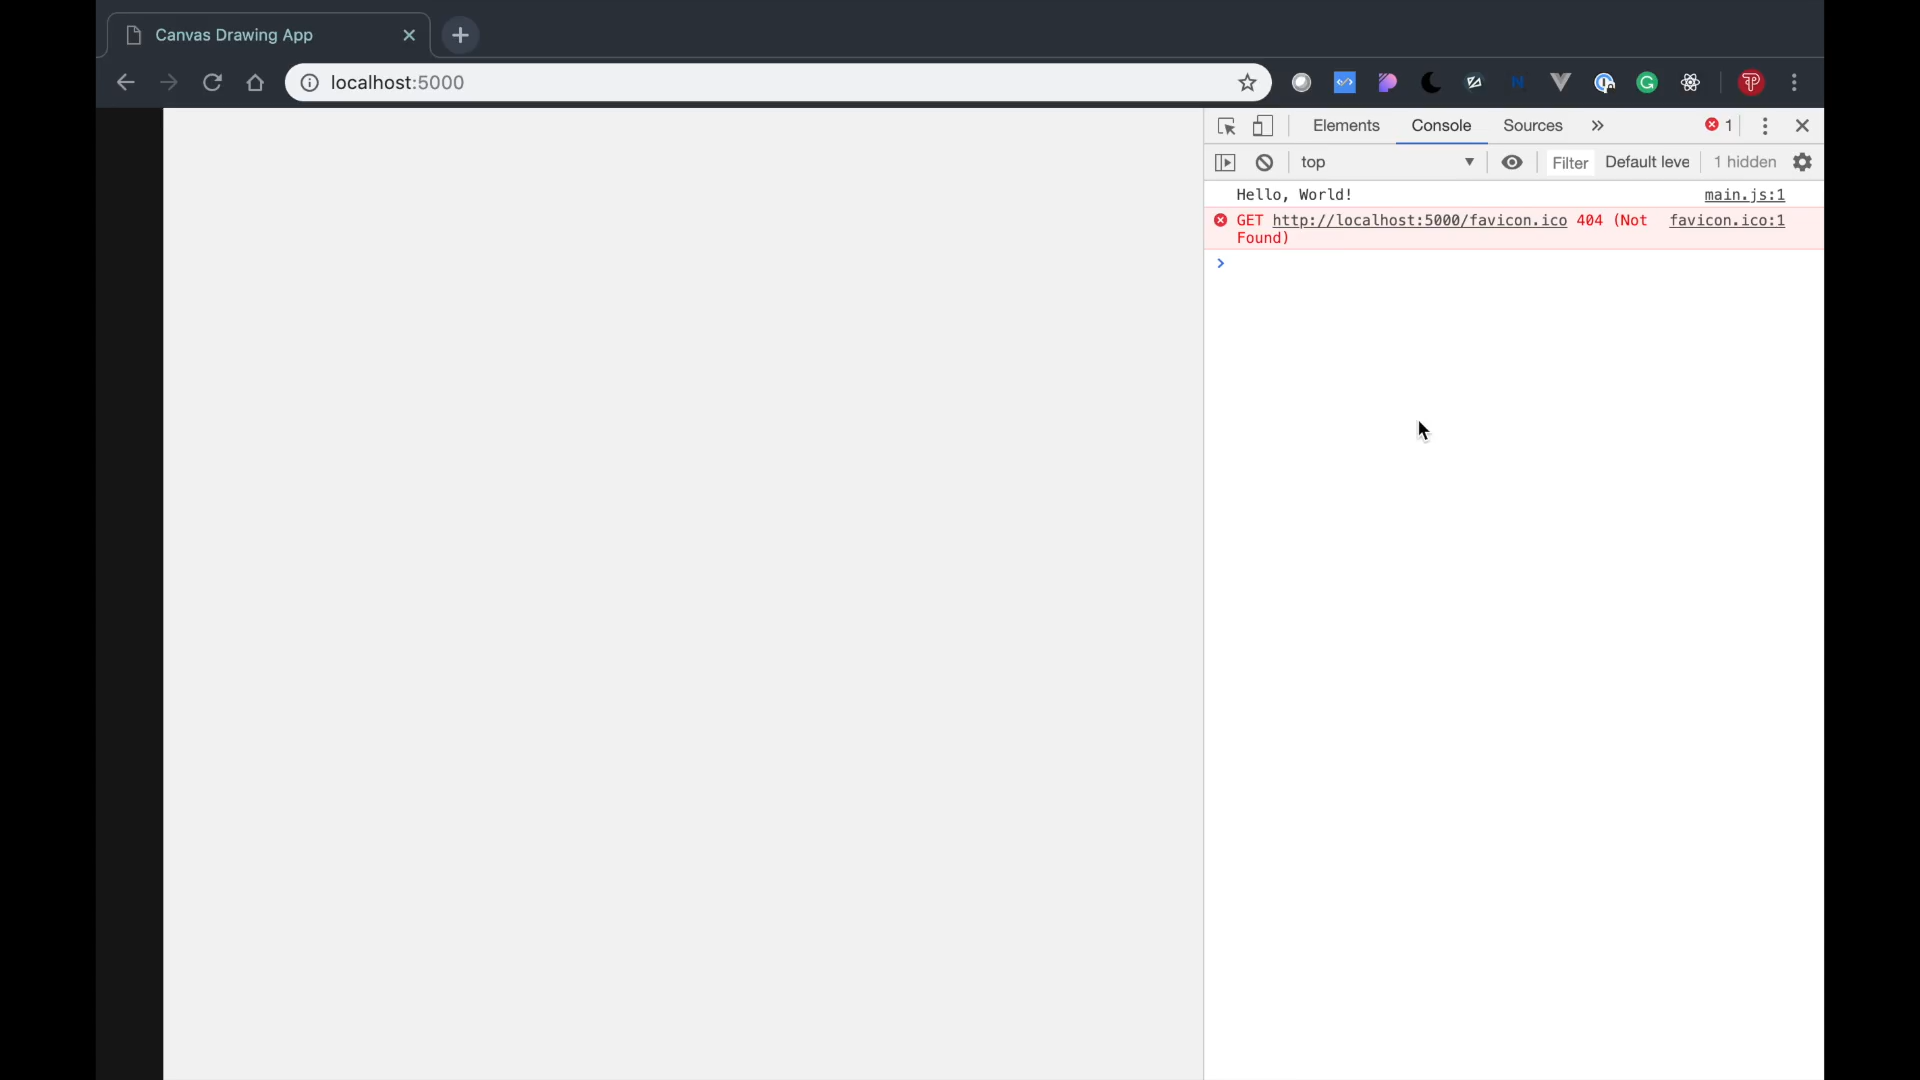 Canvas Drawing App
localhost:5000
Elements Console Sources 1
top Filter Default leve 1 hidden
Hello, World! main.js:1
GET http://localhost:5000/favicon.ico 404 (Not favicon.ico:1
Found)